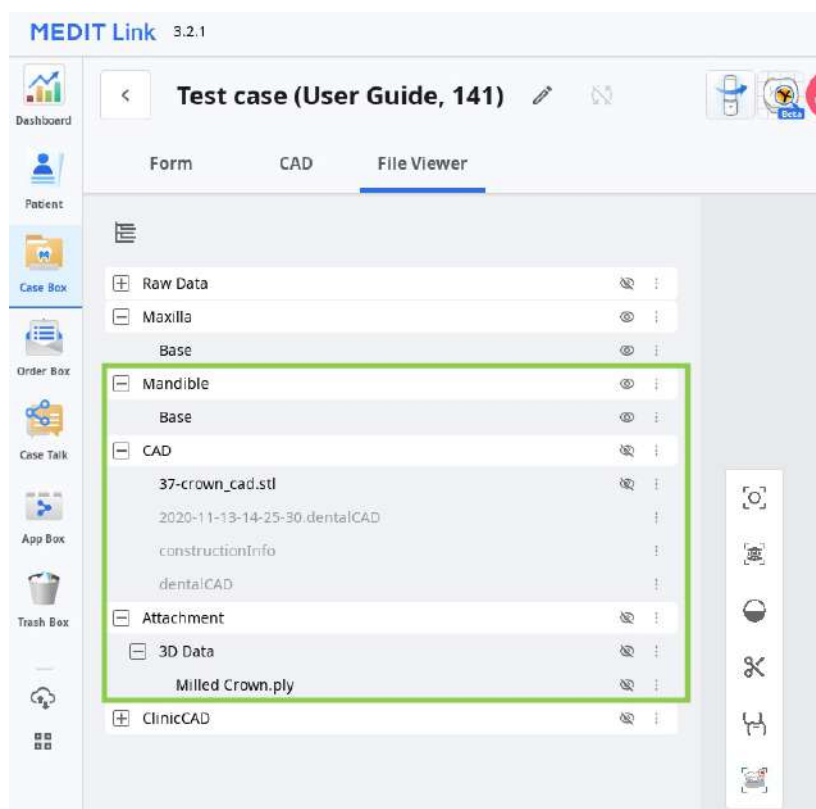 MEDIT Link 3.2.1
Dashboard
Test case (User Guide, 141)
Beta
Form CAD File Viewer
Patient
Case Box
Raw Data
Maxilla
Base
Order Box
Mandible
Base
Case Talk
CAD
37-crown_cad.stl
2020-11-13-14-25-30.dentalCAD
App Box
constructionInfo
dentalCAD
Trash Box
Attachment
3D Data
Milled Crown.ply
ClinicCAD